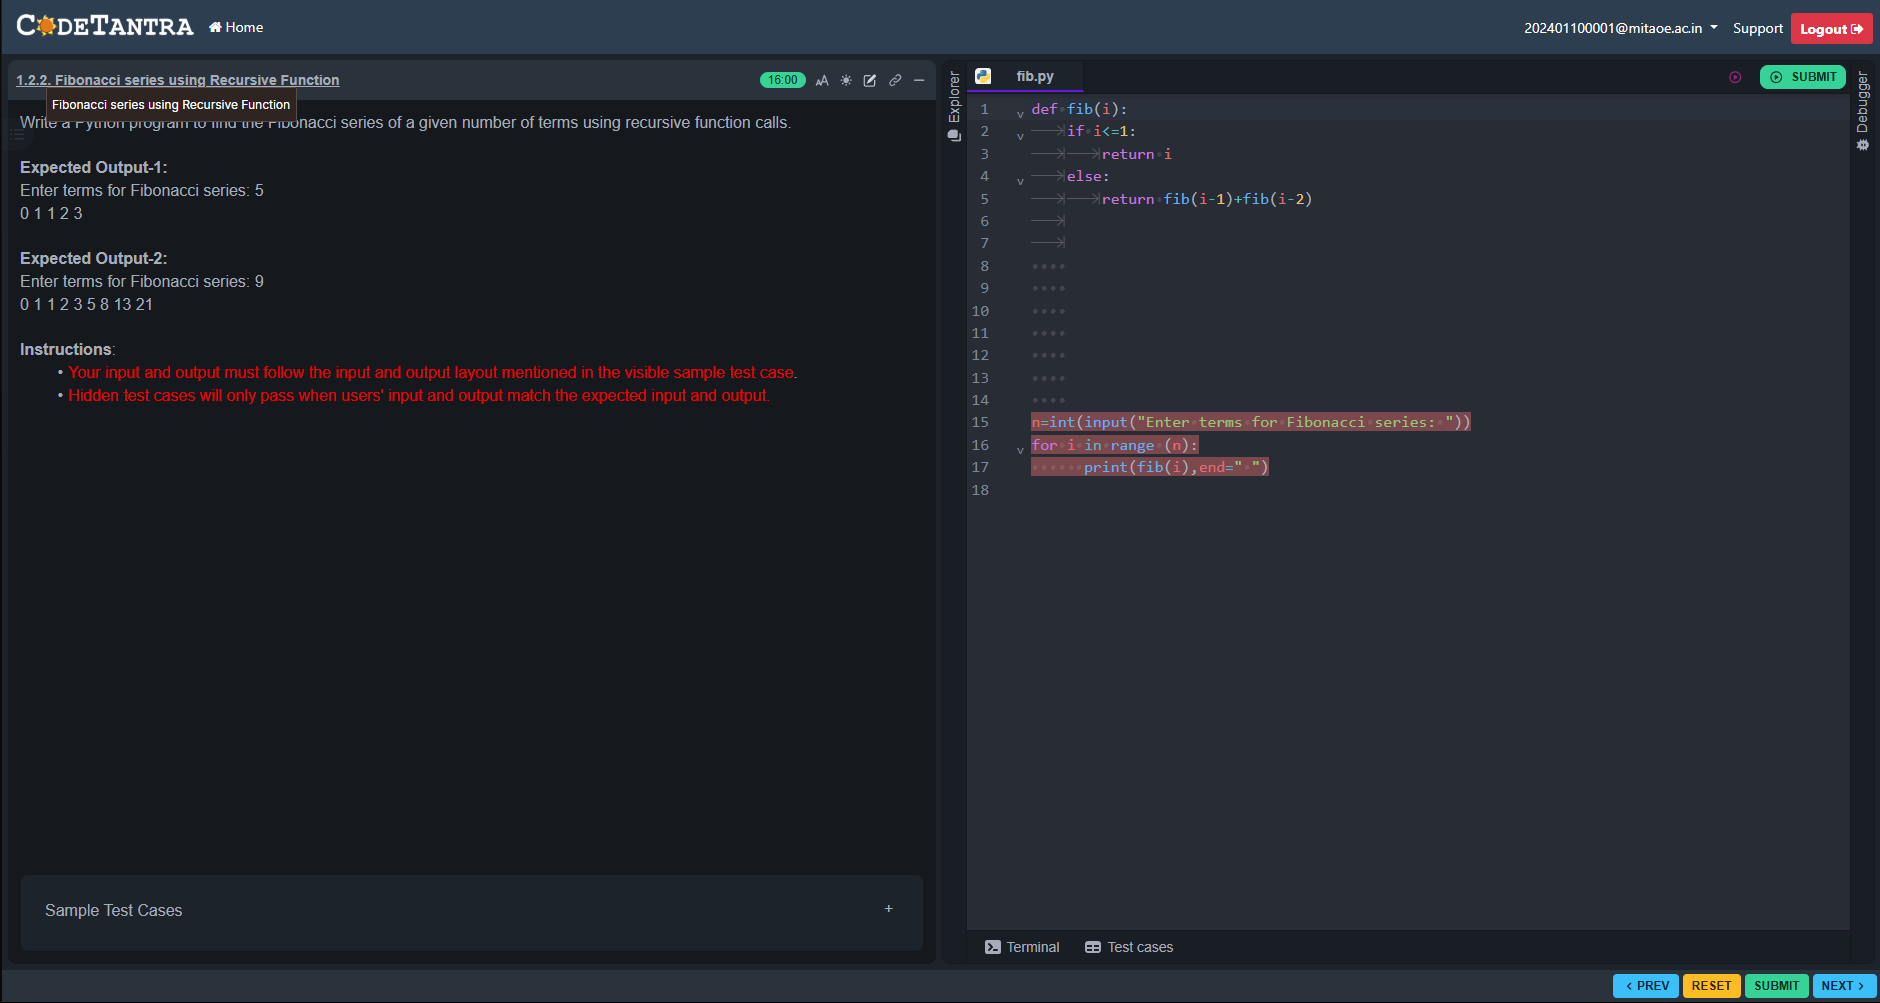 CODETANTRA Home 202401100001@mitaoe.ac.in Support Logout
1.2.2. Fibonacci series using Recursive Function 16:00
Fibonacci series using Recursive Function
Write a Python program to find the Fibonacci series of a given number of terms using recursive function calls.
Expected Output-1:
Enter terms for Fibonacci series: 5
0 1 1 2 3
Expected Output-2:
Enter terms for Fibonacci series: 9
0 1 1 2 3 5 8 13 21
Instructions:
• Your input and output must follow the input and output layout mentioned in the visible sample test case.
• Hidden test cases will only pass when users' input and output match the expected input and output.
Sample Test Cases +
Explorer
fib.py SUBMIT
Debugger
1 def fib(i):
2 if i<=1:
3 return i
4 else:
5 return fib(i-1)+fib(i-2)
6
7
8
9
10
11
12
13
14
15 n=int(input("Enter terms for Fibonacci series: "))
16 for i in range (n):
17 print(fib(i),end=" ")
18
Terminal Test cases
< PREV RESET SUBMIT NEXT >